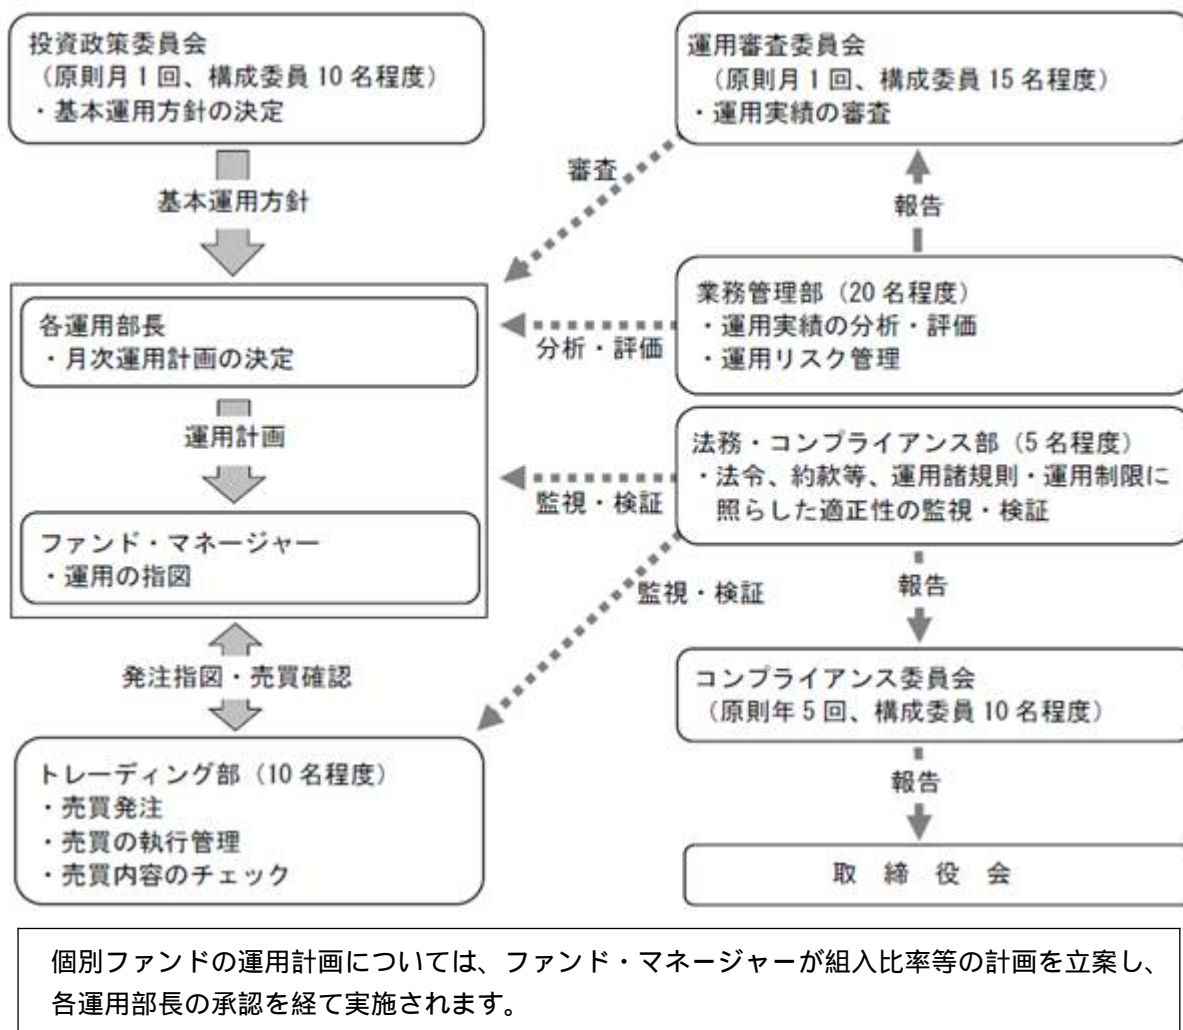 投資政策委員会
（原則月1回、構成委員10名程度）
・基本運用方針の決定
基本運用方針
各運用部長
・月次運用計画の決定
運用計画
ファンド・マネージャー
・運用の指図
発注指図・売買確認
トレーディング部（10名程度）
・売買発注
・売買の執行管理
・売買内容のチェック
運用審査委員会
（原則月1回、構成委員15名程度）
・運用実績の審査
審査
報告
業務管理部（20名程度）
・運用実績の分析・評価
・運用リスク管理
分析・評価
法務・コンプライアンス部（5名程度）
・法令、約款等、運用諸規則・運用制限に
照らした適正性の監視・検証
監視・検証
監視・検証
報告
コンプライアンス委員会
（原則年5回、構成委員10名程度）
報告
取 締 役 会
個別ファンドの運用計画については、ファンド・マネージャーが組入比率等の計画を立案し、
各運用部長の承認を経て実施されます。